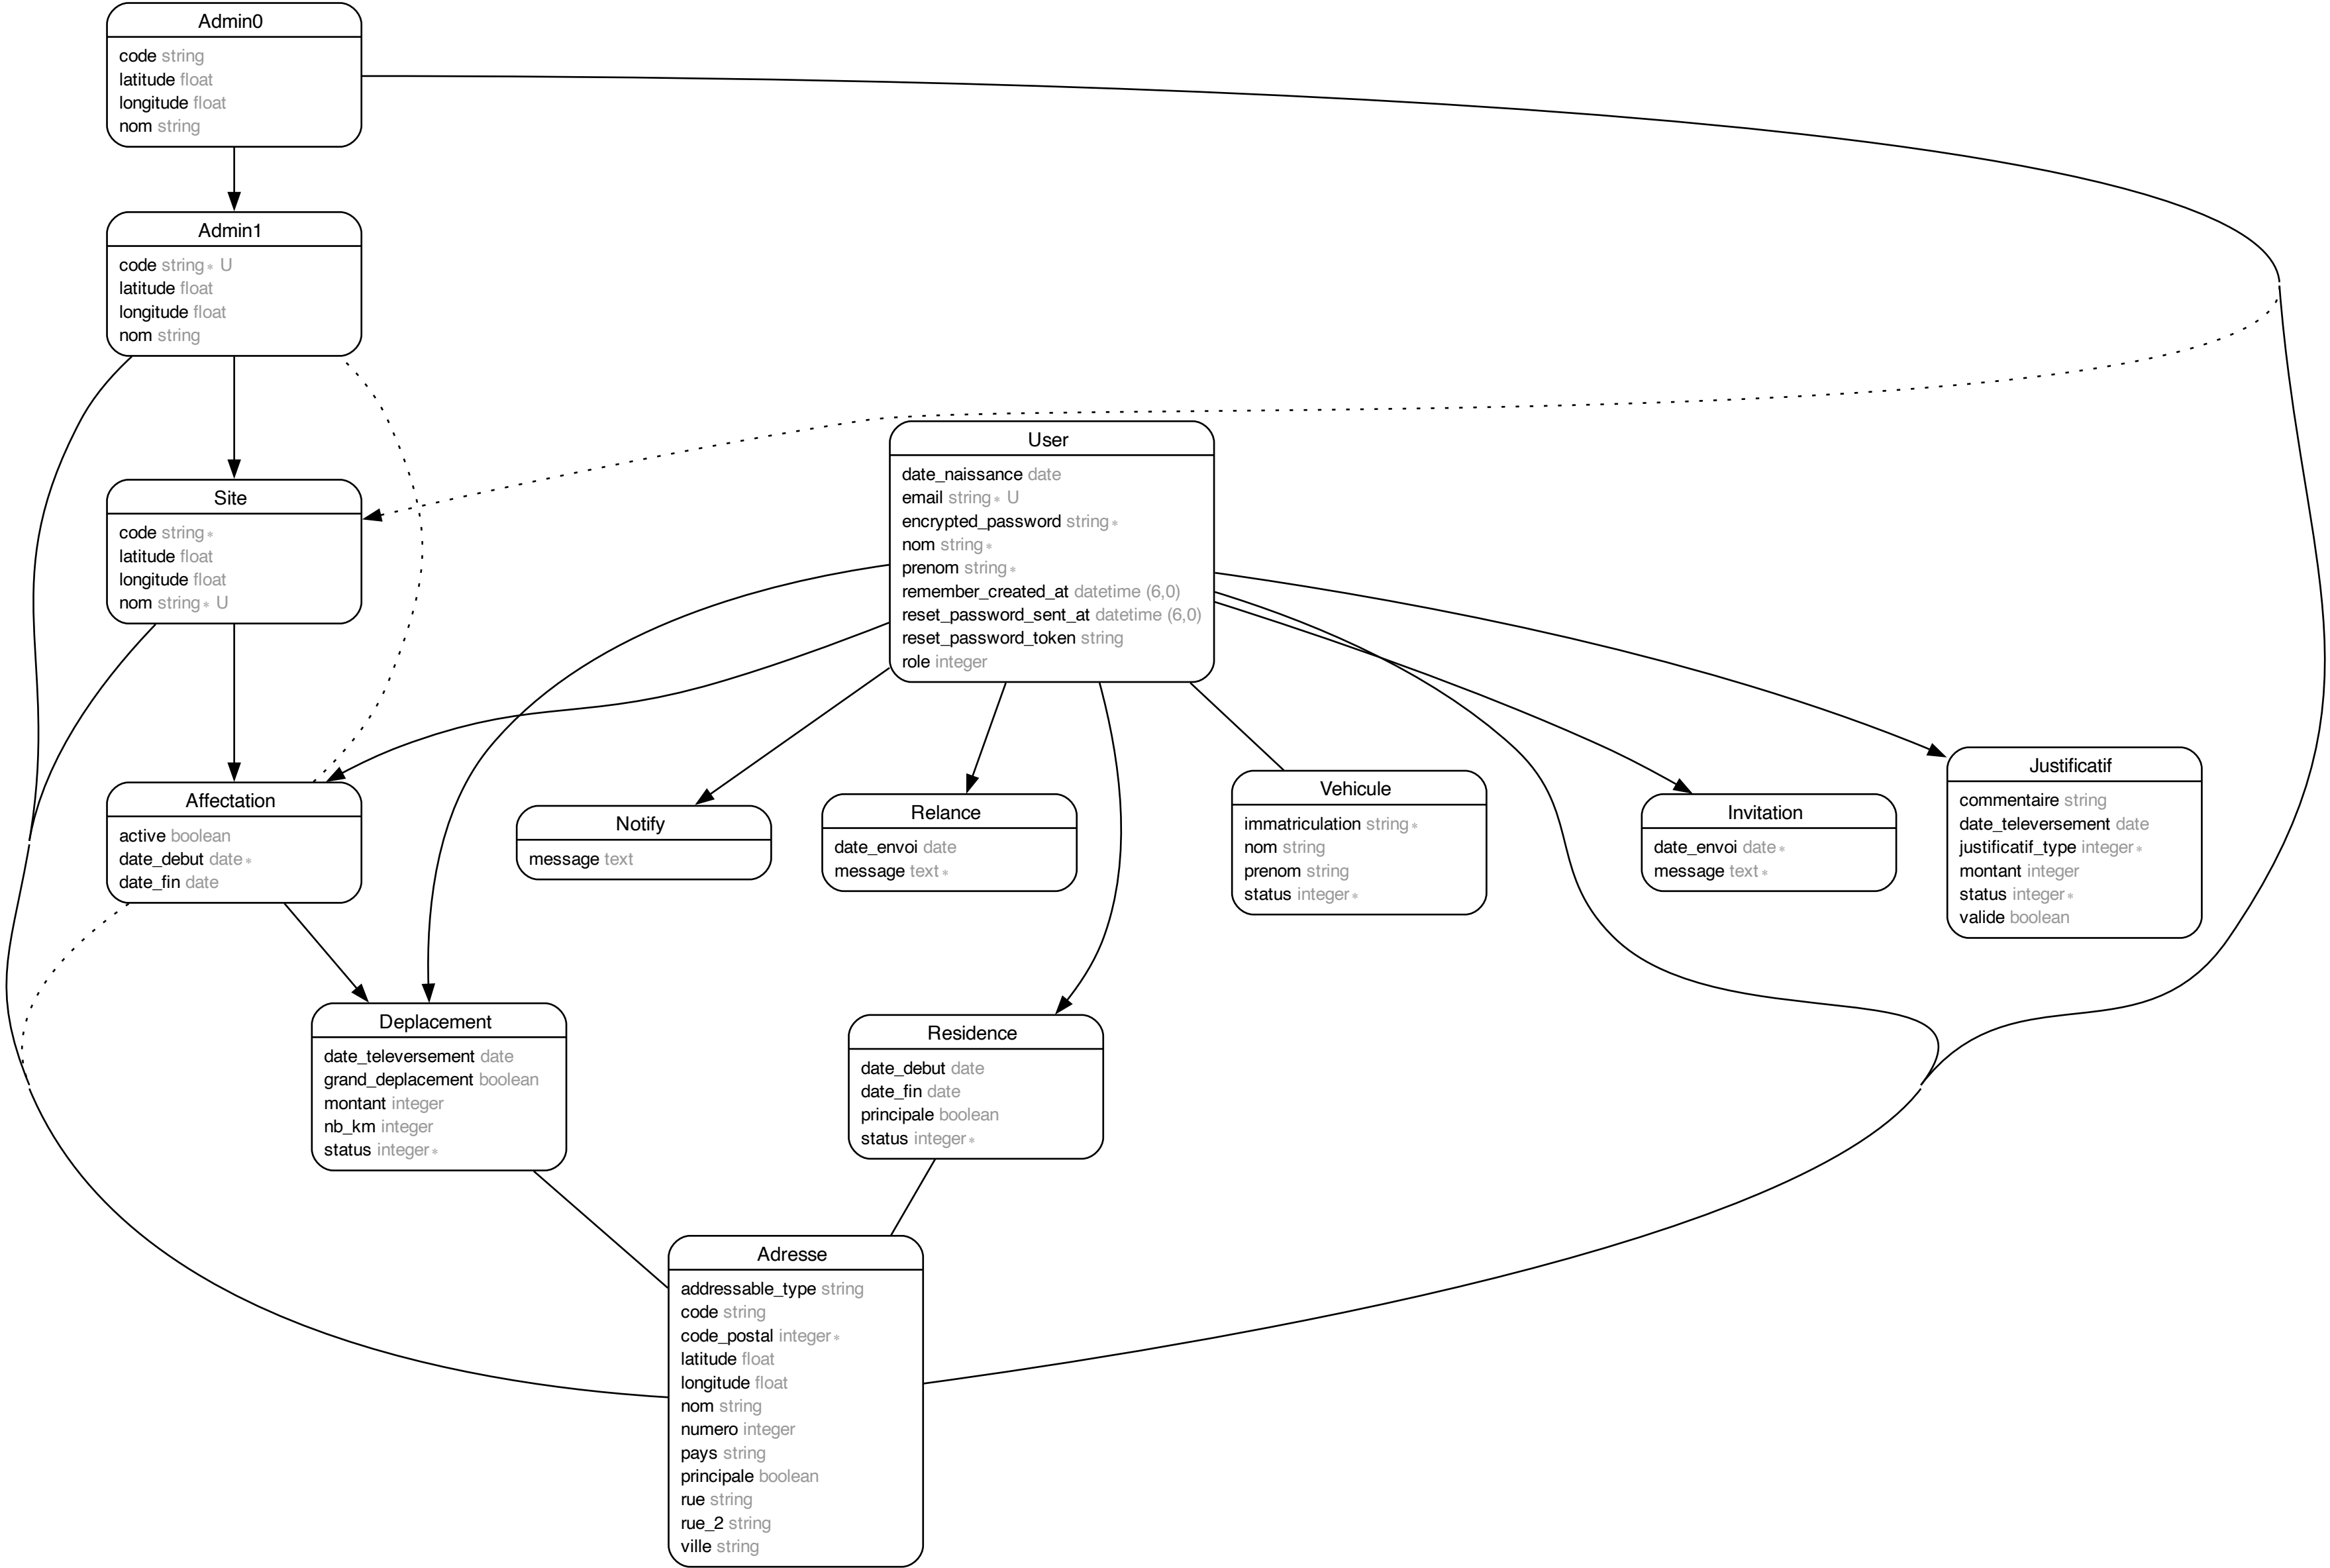 Admin0
code string
latitude float
longitude float
nom string
Admin1
code string∗ U
latitude float
longitude float
nom string
User
date_naissance date
email string∗ U
encrypted_password string∗
nom string∗
prenom string∗
remember_created_at datetime (6,0)
reset_password_sent_at datetime (6,0)
reset_password_token string
role integer
Site
code string∗
latitude float
longitude float
nom string∗ U
Affectation
active boolean
date_debut date∗
date_fin date
Notify
message text
Relance
date_envoi date
message text∗
Vehicule
immatriculation string∗
nom string
prenom string
status integer∗
Invitation
date_envoi date∗
message text∗
Justificatif
commentaire string
date_televersement date
justificatif_type integer∗
montant integer
status integer∗
valide boolean
Deplacement
date_televersement date
grand_deplacement boolean
montant integer
nb_km integer
status integer∗
Residence
date_debut date
date_fin date
principale boolean
status integer∗
Adresse
addressable_type string
code string
code_postal integer∗
latitude float
longitude float
nom string
numero integer
pays string
principale boolean
rue string
rue_2 string
ville string